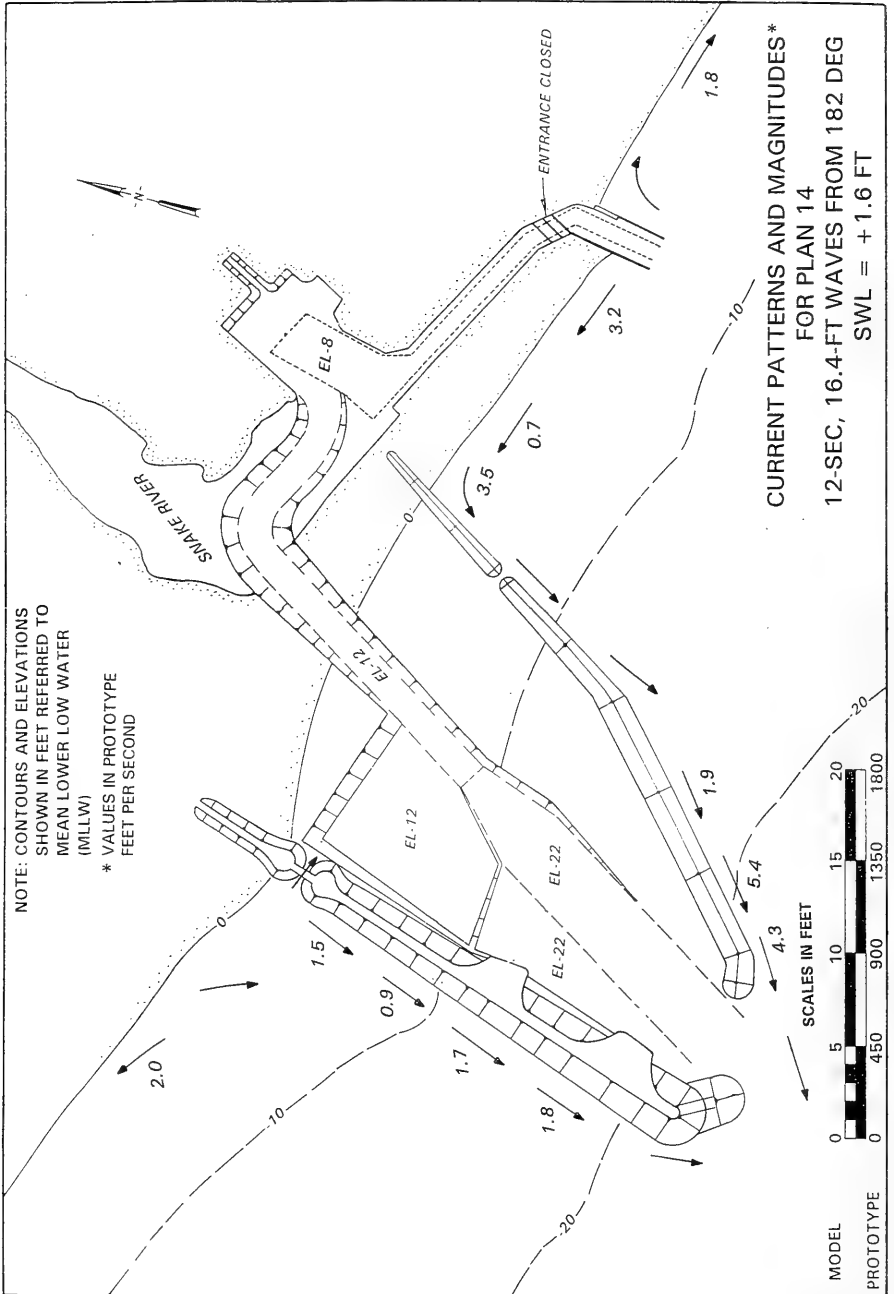 NOTE: CONTOURS AND ELEVATIONS
SHOWN IN FEET REFERRED TO
MEAN LOWER LOW WATER
(MLLW)
* VALUES IN PROTOTYPE
FEET PER SECOND
-N-
SNAKE RIVER
EL-8
ENTRANCE CLOSED
0
0
EL-12
EL-12
EL-22
EL-22
2.0
1.5
0.9
1.7
1.8
3.5
0.7
3.2
1.8
1.9
5.4
4.3
-10
-10
-20
-20
SCALES IN FEET
MODEL
0 5 10 15 20
PROTOTYPE
0 450 900 1350 1800
CURRENT PATTERNS AND MAGNITUDES*
FOR PLAN 14
12-SEC, 16.4-FT WAVES FROM 182 DEG
SWL = +1.6 FT